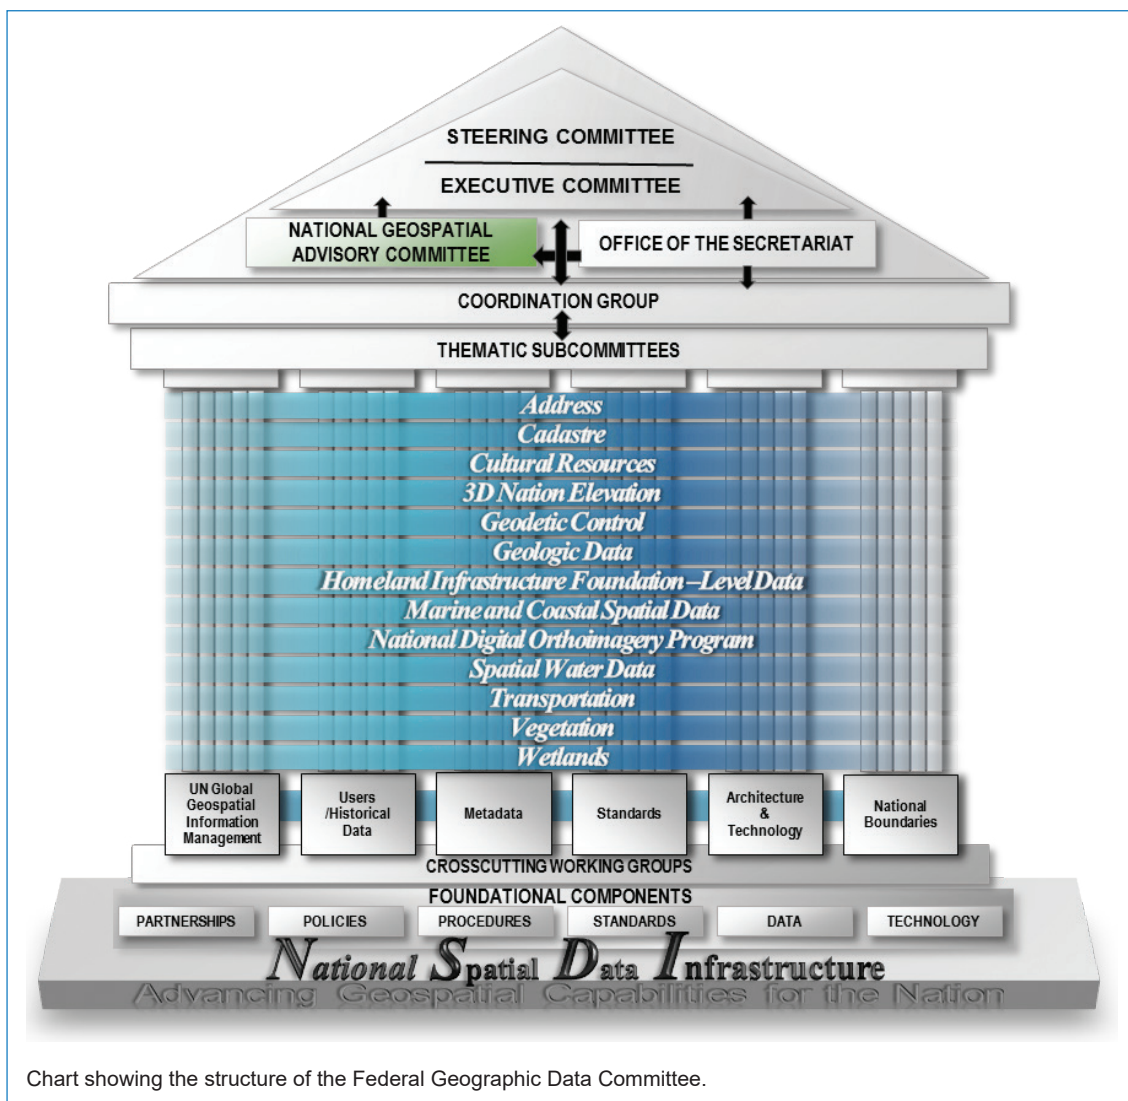 STEERING COMMITTEE
EXECUTIVE COMMITTEE
NATIONAL GEOSPATIAL
ADVISORY COMMITTEE
OFFICE OF THE SECRETARIAT
COORDINATION GROUP
THEMATIC SUBCOMMITTEES
Address
Cadastre
Cultural Resources
3D Nation Elevation
Geodetic Control
Geologic Data
Homeland Infrastructure Foundation–Level Data
Marine and Coastal Spatial Data
National Digital Orthoimagery Program
Spatial Water Data
Transportation
Vegetation
Wetlands
UN Global
Geospatial
Information
Management
Users
/Historical
Data
Metadata
Standards
Architecture
&
Technology
National
Boundaries
CROSSCUTTING WORKING GROUPS
FOUNDATIONAL COMPONENTS
PARTNERSHIPS
POLICIES
PROCEDURES
STANDARDS
DATA
TECHNOLOGY
National Spatial Data Infrastructure
Advancing Geospatial Capabilities for the Nation
Chart showing the structure of the Federal Geographic Data Committee.